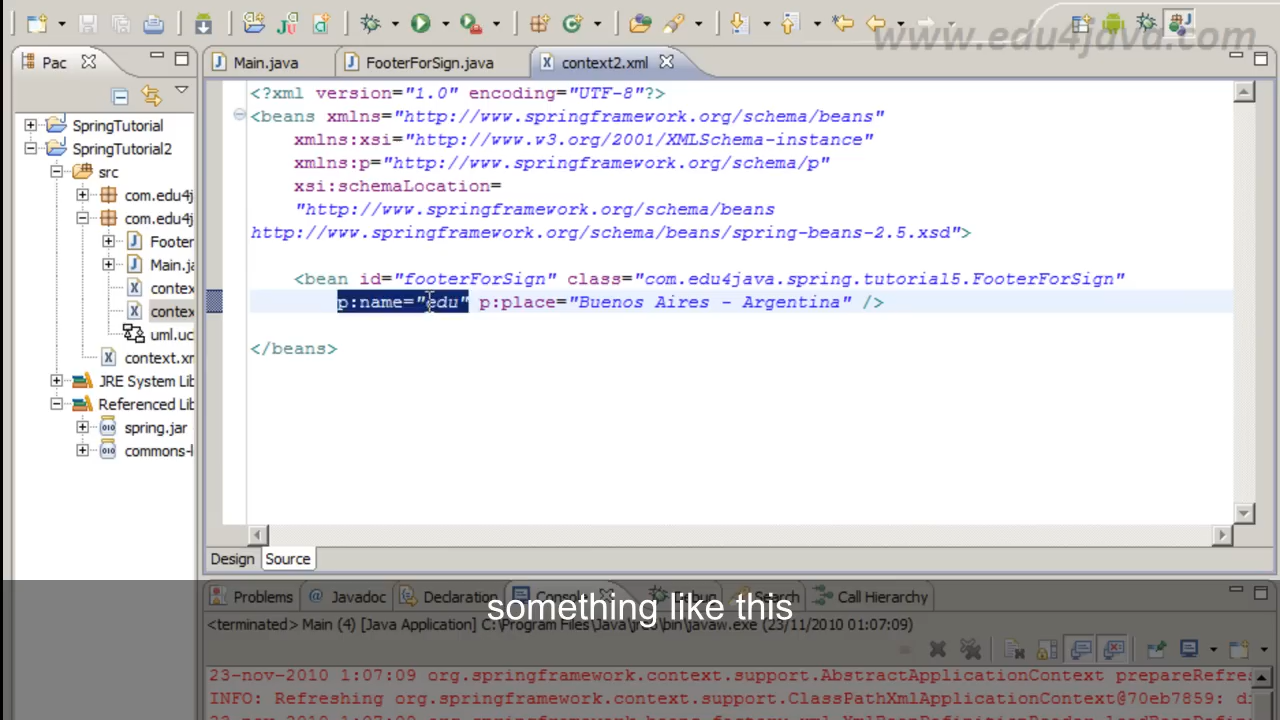 www.edu4java.com
Pac
Main.java
FooterForSign.java
context2.xml
SpringTutorial
SpringTutorial2
src
com.edu4j
com.edu4j
Footer
Main.ja
contex
contex
uml.uc
context.xm
JRE System Lib
Referenced Lib
spring.jar
commons-l
<?xml version="1.0" encoding="UTF-8"?>
<beans xmlns="http://www.springframework.org/schema/beans"
xmlns:xsi="http://www.w3.org/2001/XMLSchema-instance"
xmlns:p="http://www.springframework.org/schema/p"
xsi:schemaLocation=
"http://www.springframework.org/schema/beans
http://www.springframework.org/schema/beans/spring-beans-2.5.xsd">
<bean id="footerForSign" class="com.edu4java.spring.tutorial5.FooterForSign"
p:name="edu" p:place="Buenos Aires - Argentina" />
</beans>
Design Source
Problems @ Javadoc Declaration Console Debug Search Call Hierarchy
something like this
<terminated> Main (4) [Java Application] C:\Program Files\Java\jre6\bin\javaw.exe (23/11/2010 01:07:09)
23-nov-2010 1:07:09 org.springframework.context.support.AbstractApplicationContext prepareRefres
INFO: Refreshing org.springframework.context.support.ClassPathXmlApplicationContext@70eb7859: di